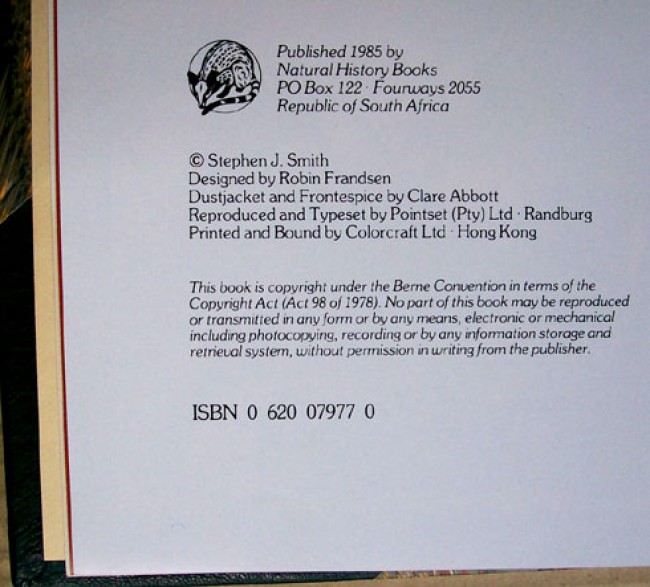 Published 1985 by
Natural History Books
PO Box 122 · Fourways 2055
Republic of South Africa
© Stephen J. Smith
Designed by Robin Frandsen
Dustjacket and Frontespice by Clare Abbott
Reproduced and Typeset by Pointset (Pty) Ltd · Randburg
Printed and Bound by Colorcraft Ltd · Hong Kong
This book is copyright under the Berne Convention in terms of the
Copyright Act (Act 98 of 1978). No part of this book may be reproduced
or transmitted in any form or by any means, electronic or mechanical
including photocopying, recording or by any information storage and
retrieval system, without permission in writing from the publisher.
ISBN 0 620 07977 0